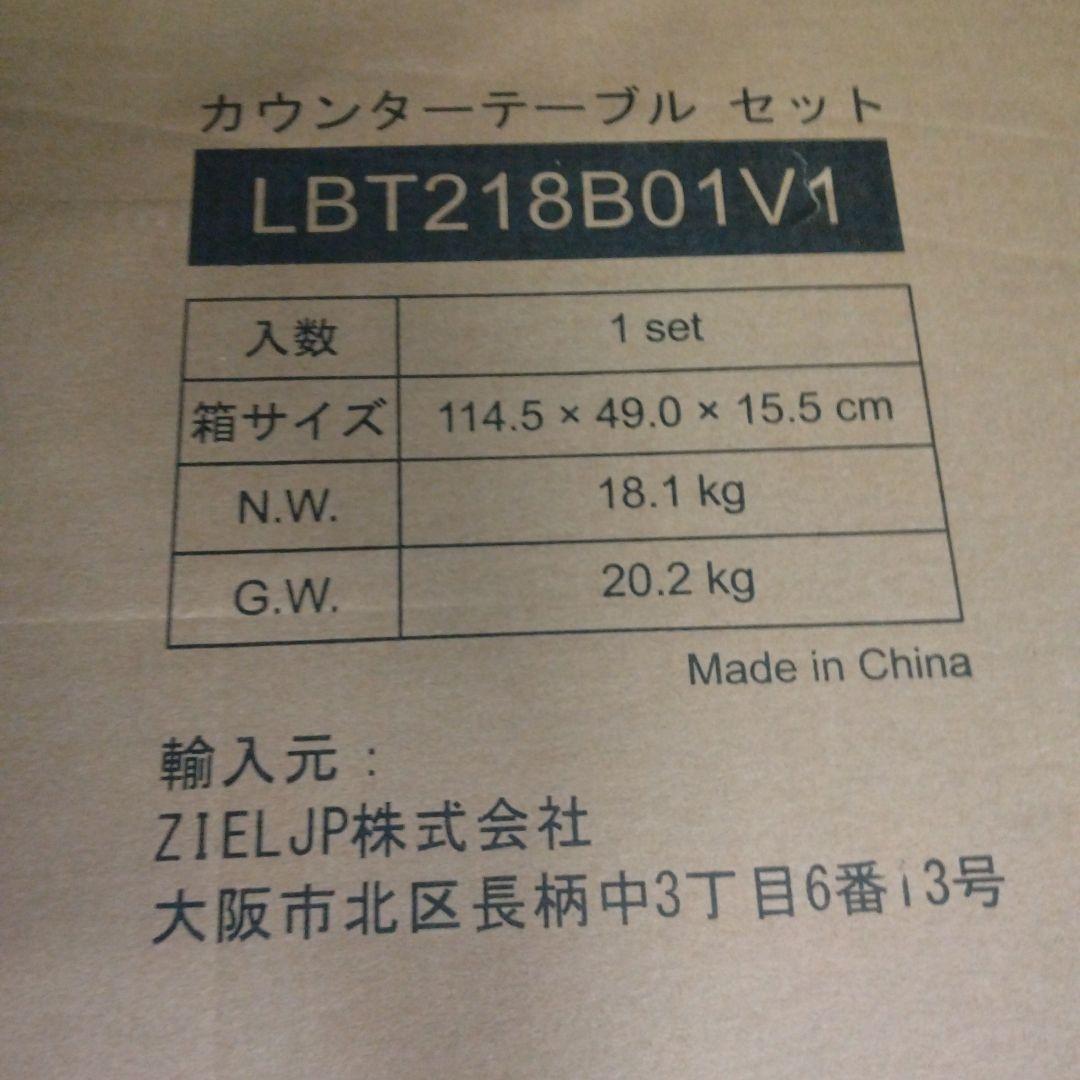 カウンターテーブル セット
LBT218B01V1
入数 1 set
箱サイズ 114.5 × 49.0 × 15.5 cm
N.W. 18.1 kg
G.W. 20.2 kg
Made in China
輸入元：
ZIELJP株式会社
大阪市北区長柄中3丁目6番i3号